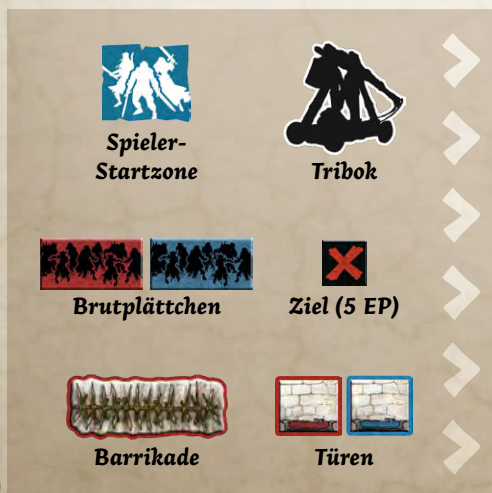 Spieler-
Startzone
Tribok
Brutplättchen
Ziel (5 EP)
Barrikade
Türen